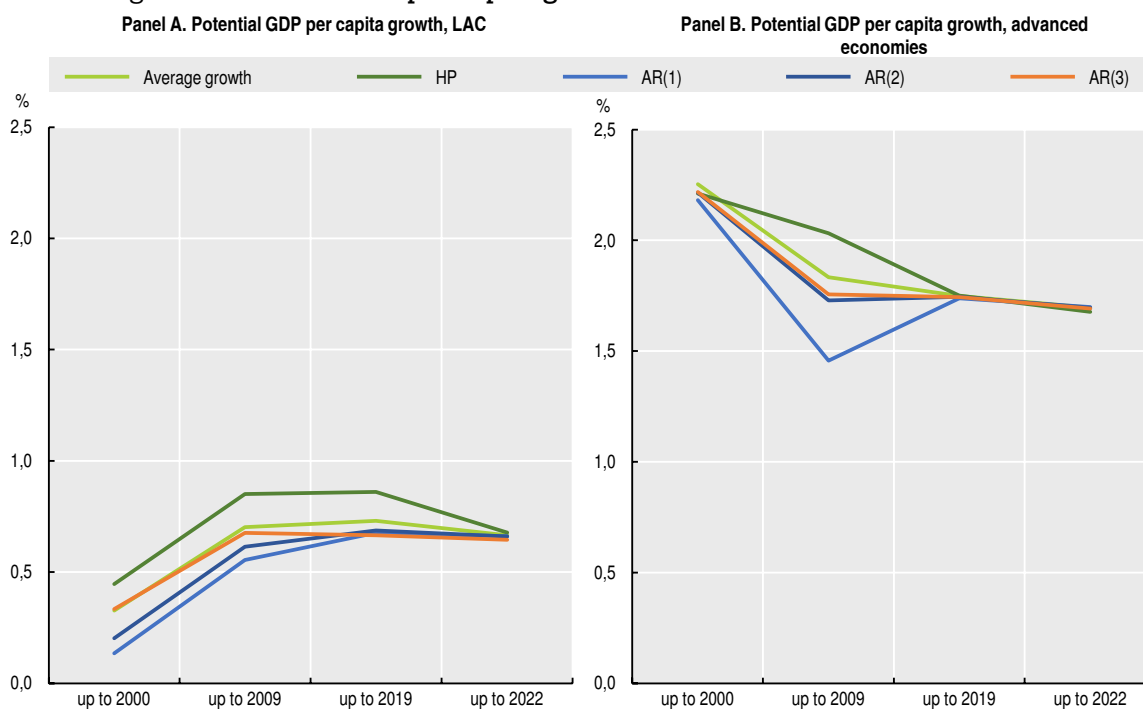 Panel A. Potential GDP per capita growth, LAC
Panel B. Potential GDP per capita growth, advanced
economies
Average growth
HP
AR(1)
AR(2)
AR(3)
%
2,5
2,0
1,5
1,0
0,5
0,0
up to 2000
up to 2009
up to 2019
up to 2022
%
2,5
2,0
1,5
1,0
0,5
0,0
up to 2000
up to 2009
up to 2019
up to 2022